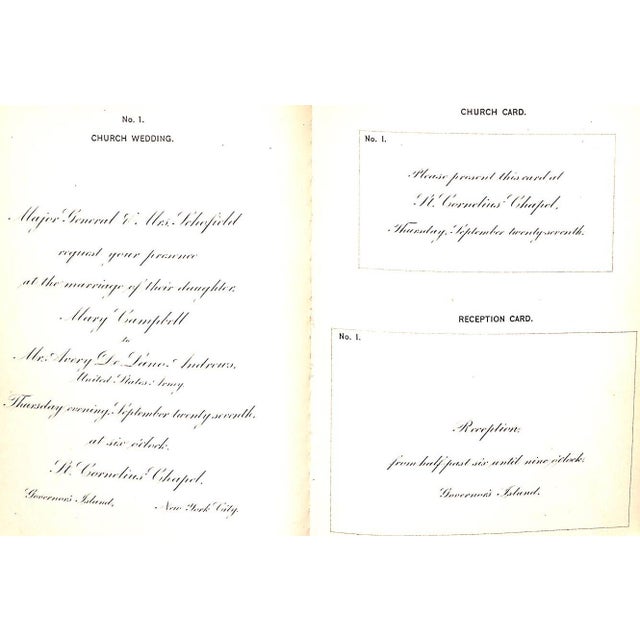 No. 1.
CHURCH WEDDING.
Major General & Mrs. Schofield
request your presence
at the marriage of their daughter,
Mary Campbell
to
Mr. Avery De Lano Andrews,
United States Army,
Thursday evening, September twenty-seventh,
at six o'clock,
St. Cornelius' Chapel,
Governor's Island, New York City.
CHURCH CARD.
No. 1.
Please present this card at
St. Cornelius' Chapel,
Thursday, September twenty-seventh.
RECEPTION CARD.
No. 1.
Reception,
from half past six until nine o'clock,
Governor's Island.